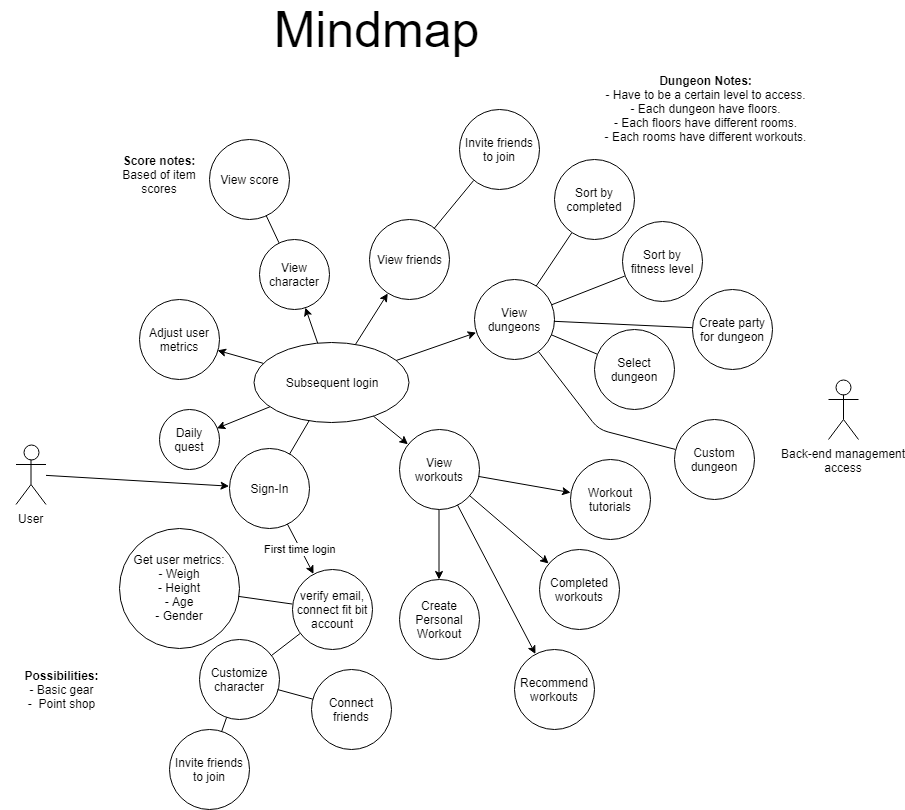 Mindmap
Dungeon Notes:
- Have to be a certain level to access.
- Each dungeon have floors.
- Each floors have different rooms.
- Each rooms have different workouts.
Score notes:
Based of item
scores
View score
Invite friends
to join
Sort by
completed
View
character
View friends
Sort by
fitness level
View
dungeons
Create party
for dungeon
Adjust user
metrics
Select
dungeon
Subsequent login
Daily
quest
Custom
dungeon
Back-end management
access
View
workouts
Sign-In
User
Workout
tutorials
First time login
Get user metrics:
- Weigh
- Height
- Age
- Gender
verify email,
connect fit bit
account
Completed
workouts
Create
Personal
Workout
Possibilities:
- Basic gear
- Point shop
Customize
character
Connect
friends
Recommend
workouts
Invite friends
to join